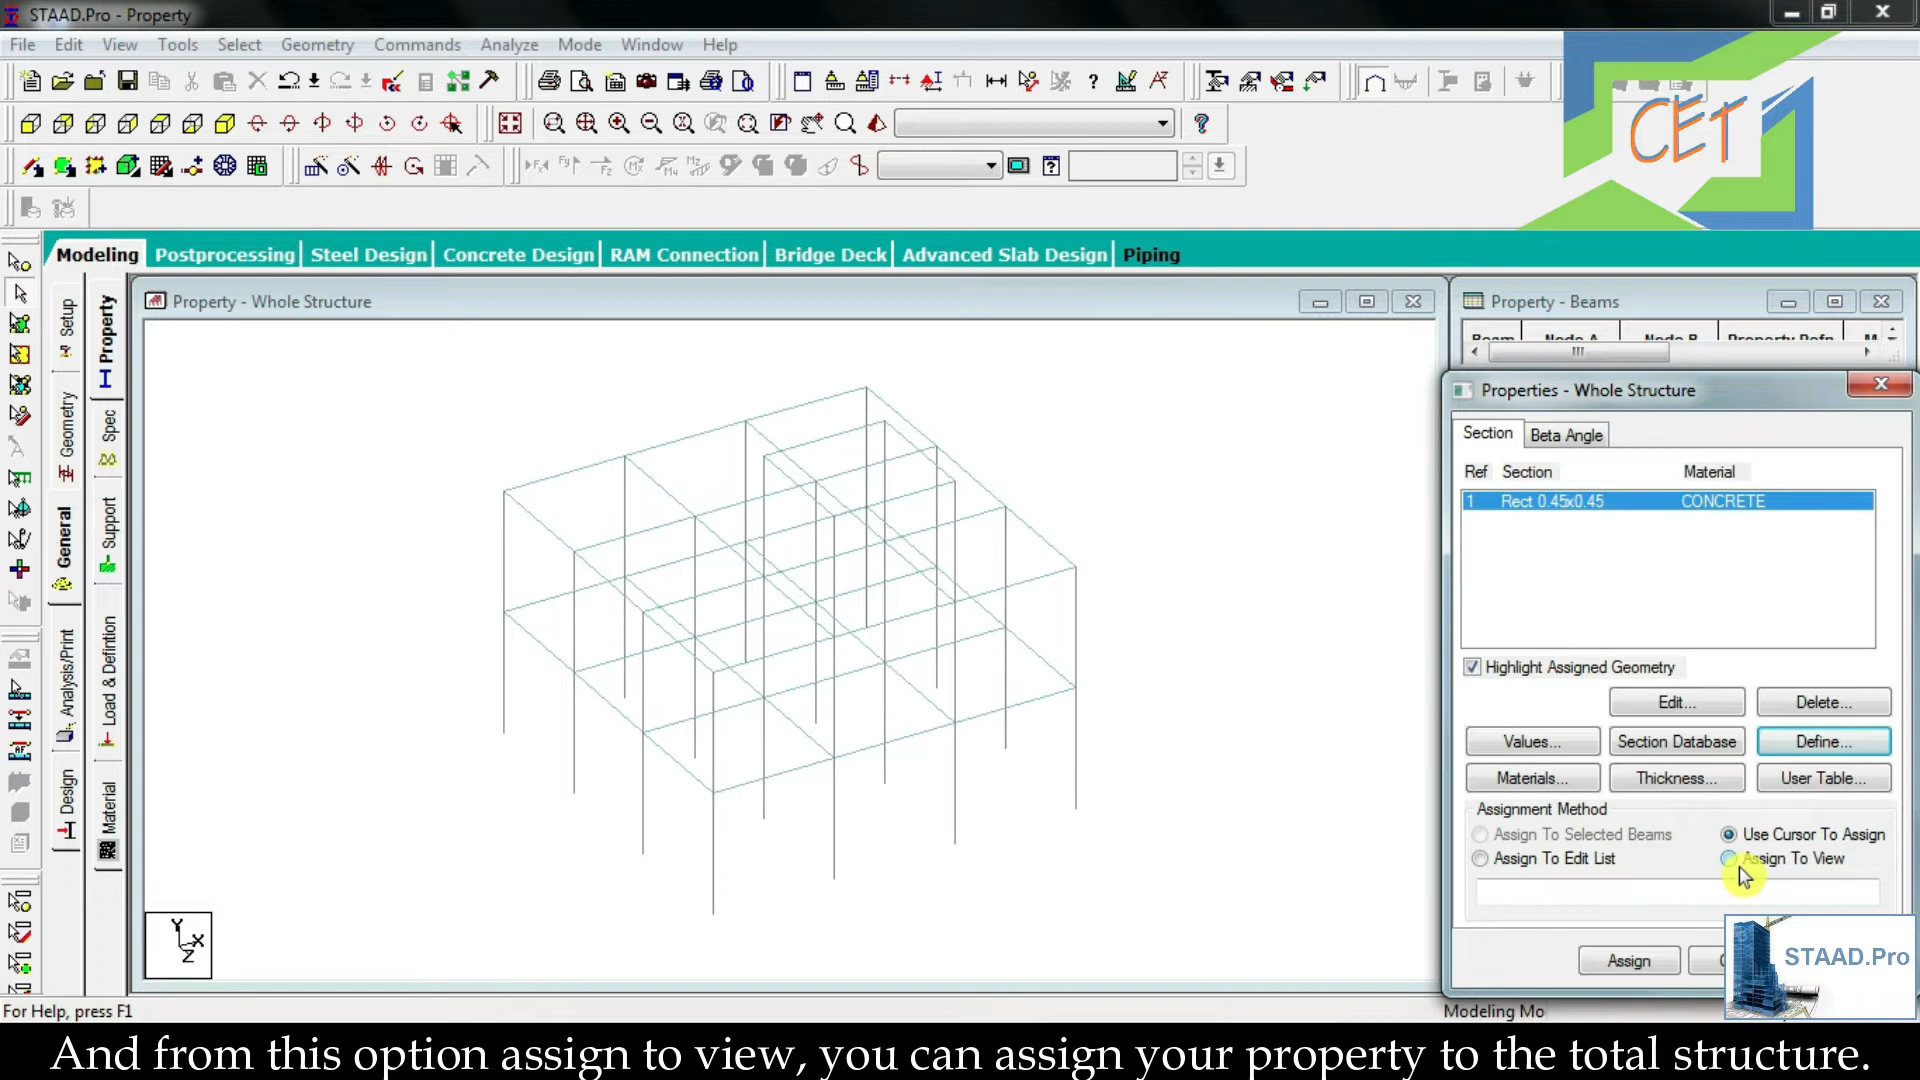 STAAD.Pro - Property
File Edit View Tools Select Geometry Commands Analyze Mode Window Help
CET
Modeling Postprocessing Steel Design Concrete Design RAM Connection Bridge Deck Advanced Slab Design Piping
Setup
Geometry
General
Analysis/Print
Design
Property
Spec
Support
Load & Definition
Material
Property - Whole Structure
Y
X
Z
Property - Beams
Beam Node A Node B Property Refn M
Properties - Whole Structure
Section Beta Angle
Ref Section Material
1 Rect 0.45x0.45 CONCRETE
Highlight Assigned Geometry
Edit... Delete...
Values... Section Database Define...
Materials... Thickness... User Table...
Assignment Method
Assign To Selected Beams Use Cursor To Assign
Assign To Edit List Assign To View
Assign
STAAD.Pro
For Help, press F1
Modeling Mo
And from this option assign to view, you can assign your property to the total structure.